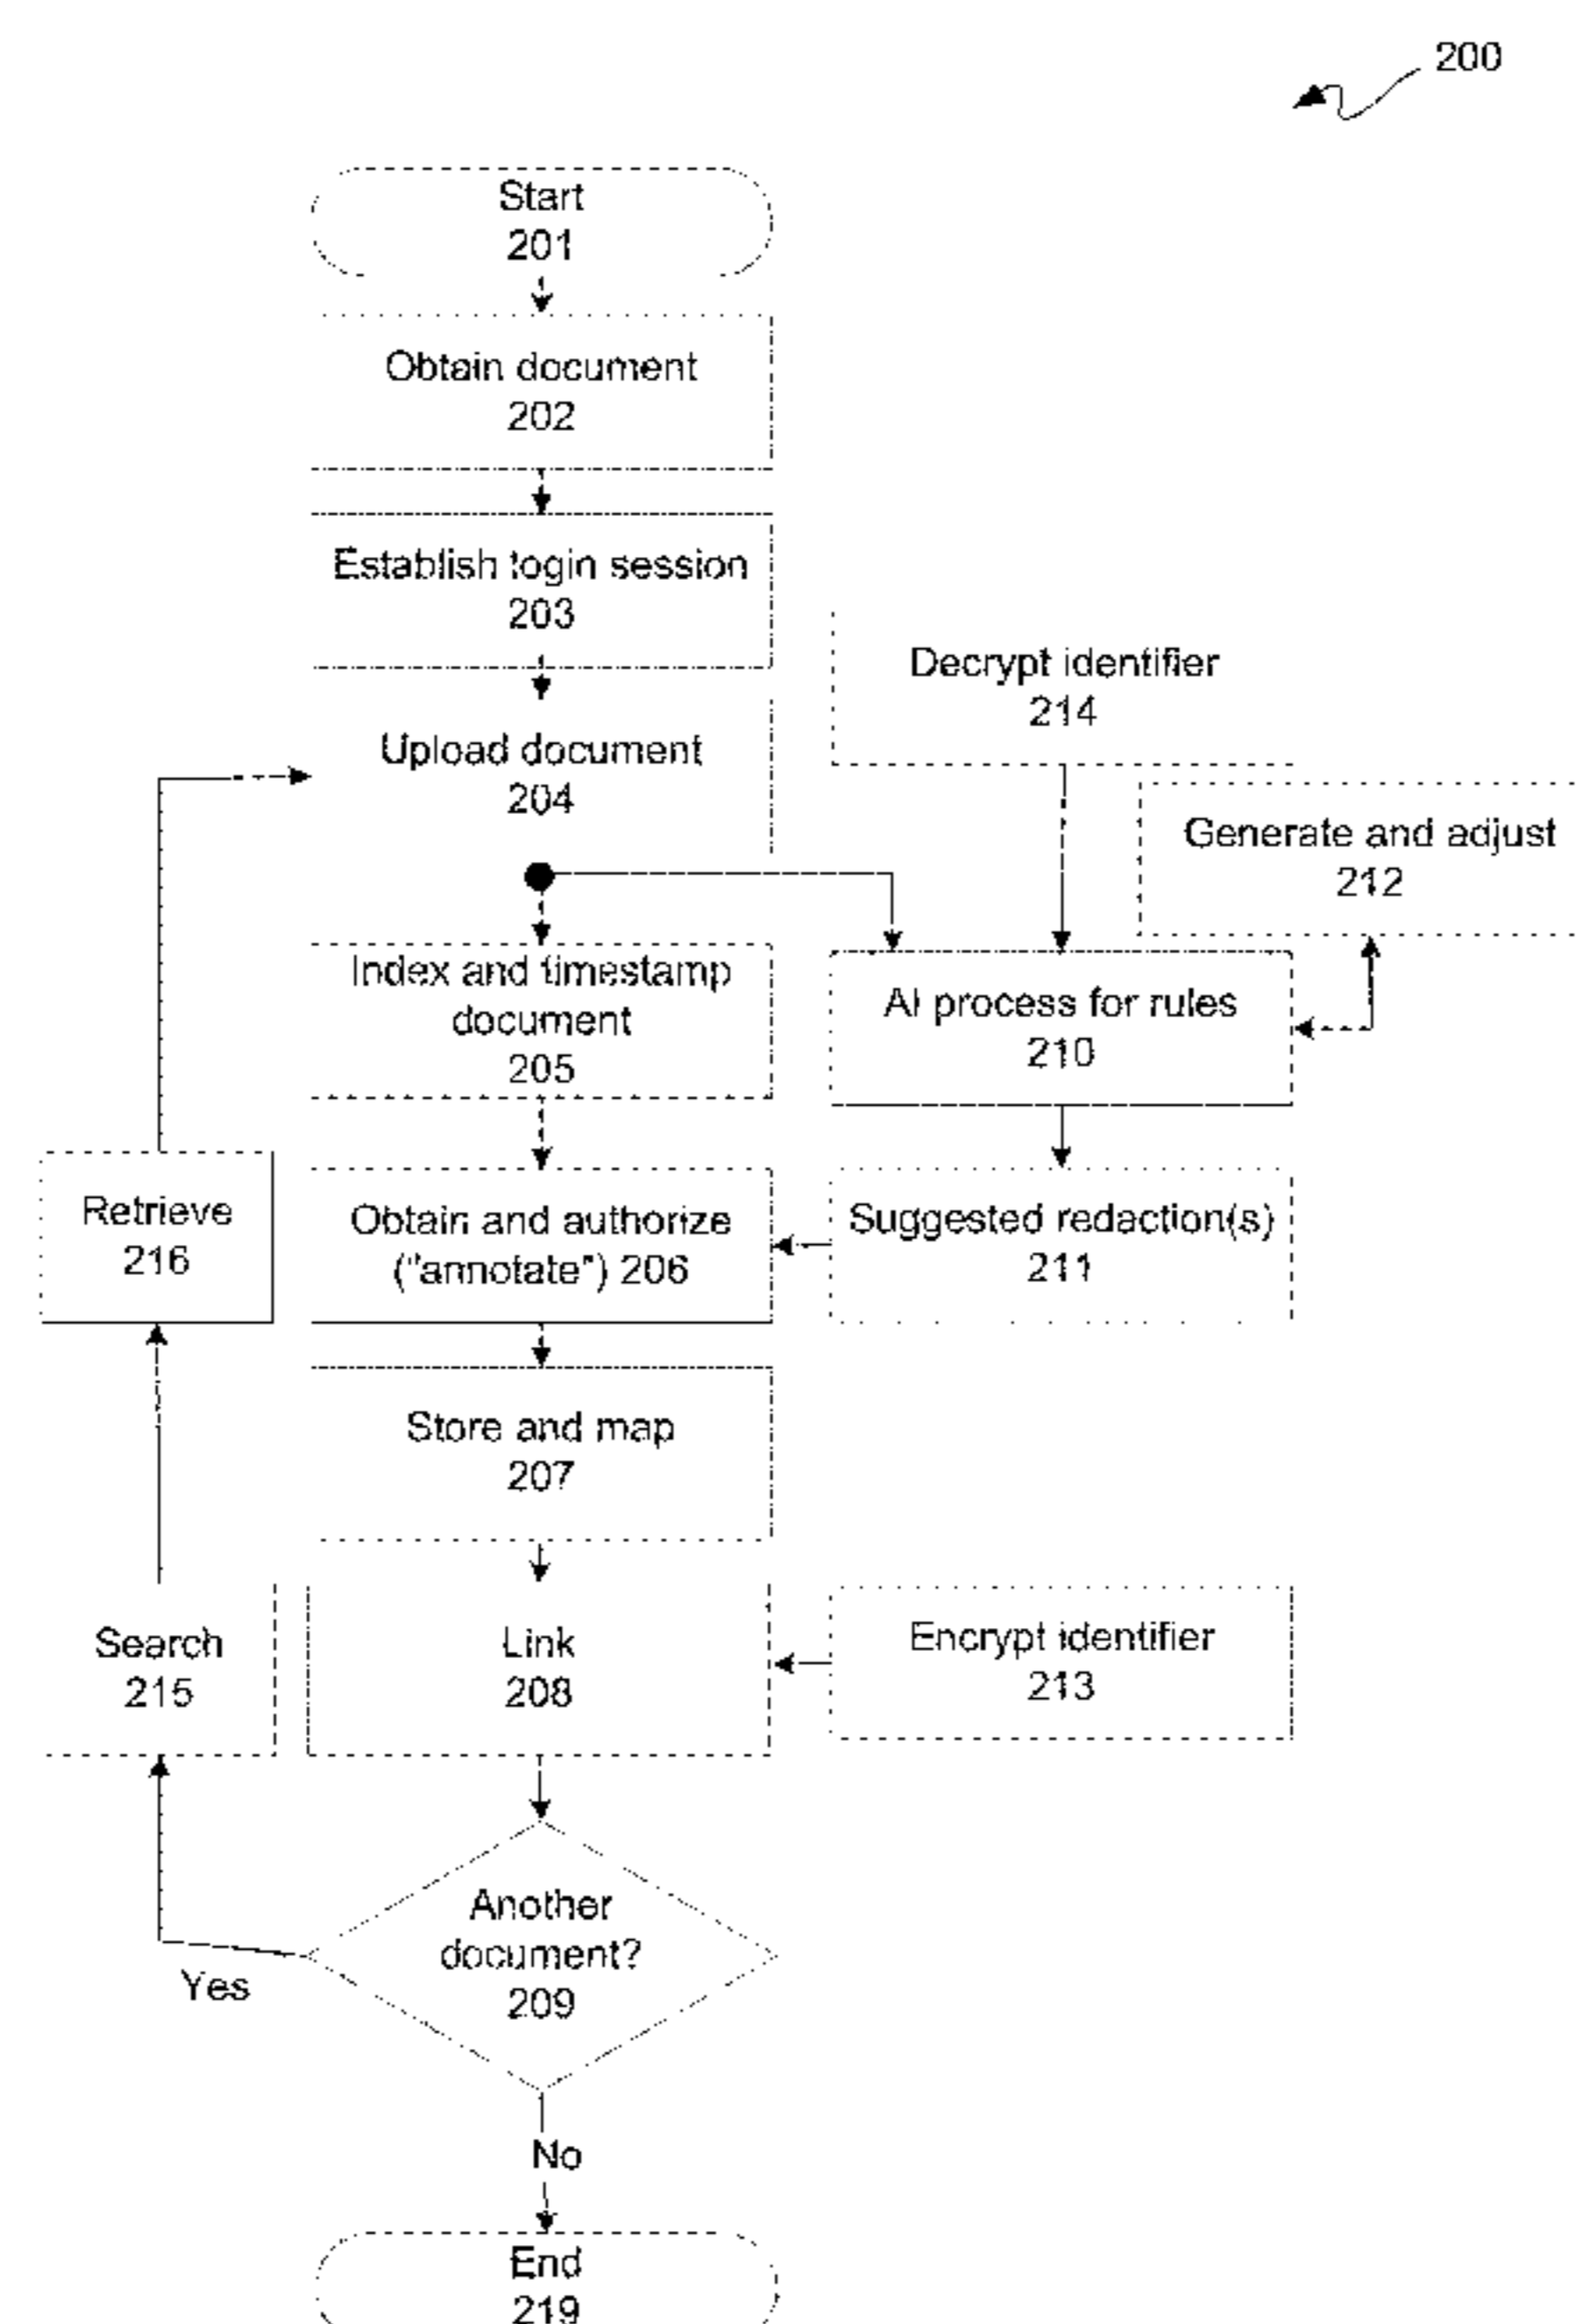 200
Start
201
Obtain document
202
Establish login session
203
Decrypt identifier
214
Upload document
204
Generate and adjust
212
Index and timestamp
document
205
AI process for rules
210
Retrieve
216
Obtain and authorize
("annotate") 206
Suggested redaction(s)
211
Store and map
207
Search
215
Link
208
Encrypt identifier
213
Another
document?
209
Yes
No
End
219